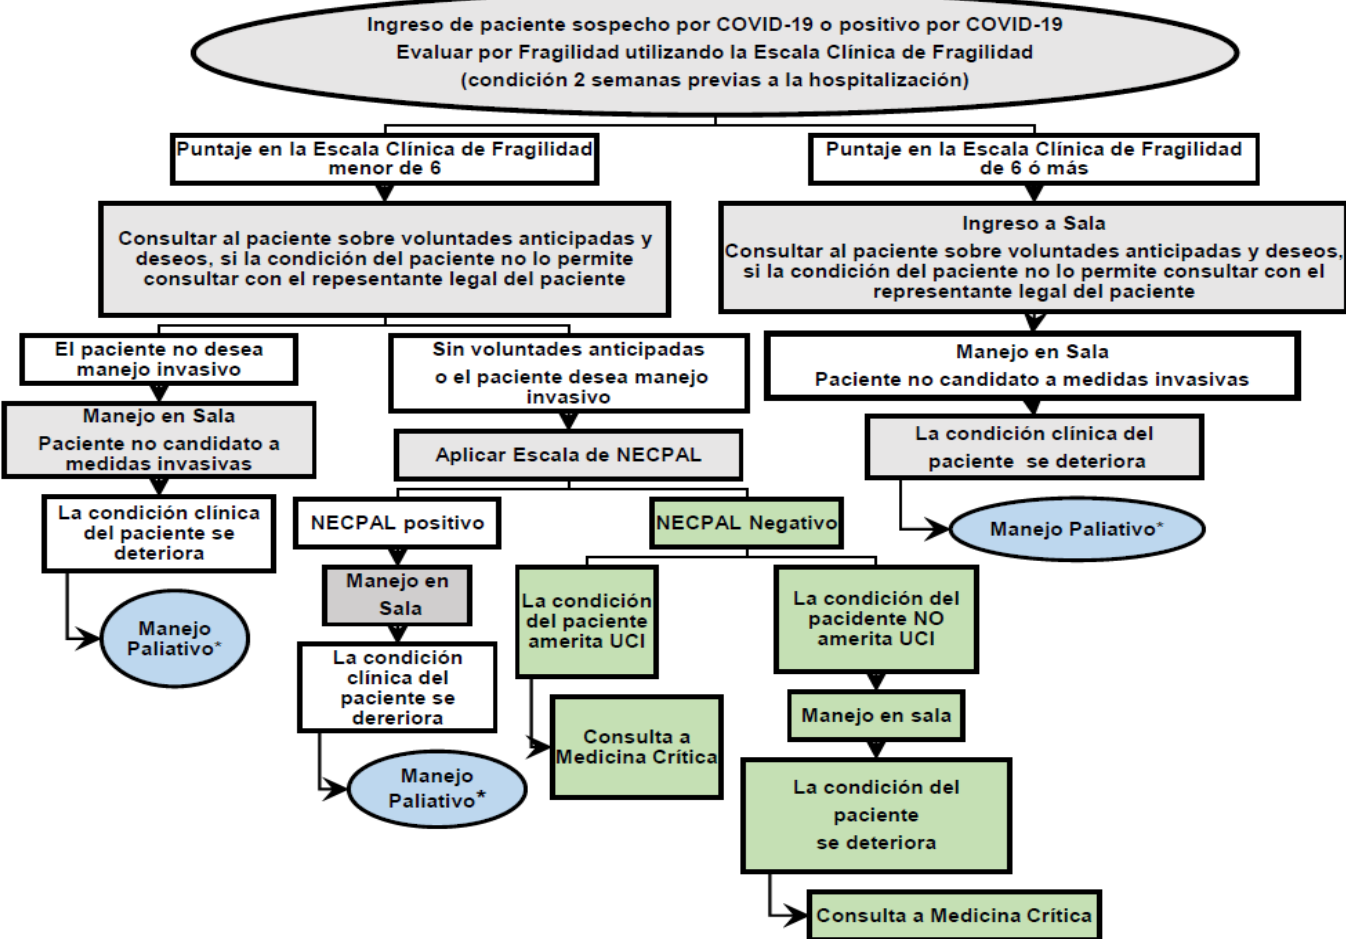 Ingreso de paciente sospecho por COVID-19 o positivo por COVID-19
Evaluar por Fragilidad utilizando la Escala Clínica de Fragilidad
(condición 2 semanas previas a la hospitalización)
Puntaje en la Escala Clínica de Fragilidad
menor de 6
Puntaje en la Escala Clínica de Fragilidad
de 6 ó más
Consultar al paciente sobre voluntades anticipadas y
deseos, si la condición del paciente no lo permite
consultar con el repesentante legal del paciente
Ingreso a Sala
Consultar al paciente sobre voluntades anticipadas y deseos,
si la condición del paciente no lo permite consultar con el
representante legal del paciente
El paciente no desea
manejo invasivo
Sin voluntades anticipadas
o el paciente desea manejo
invasivo
Manejo en Sala
Paciente no candidato a medidas invasivas
Manejo en Sala
Paciente no candidato a
medidas invasivas
Aplicar Escala de NECPAL
La condición clínica del
paciente se deteriora
La condición clínica
del paciente se
deteriora
NECPAL positivo
NECPAL Negativo
Manejo Paliativo*
Manejo
Paliativo*
Manejo en
Sala
La condición
del paciente
amerita UCI
La condición del
pacidente NO
amerita UCI
La condición
clínica del
paciente se
dereriora
Consulta a
Medicina Crítica
Manejo en sala
Manejo
Paliativo*
La condición del
paciente
se deteriora
Consulta a Medicina Crítica